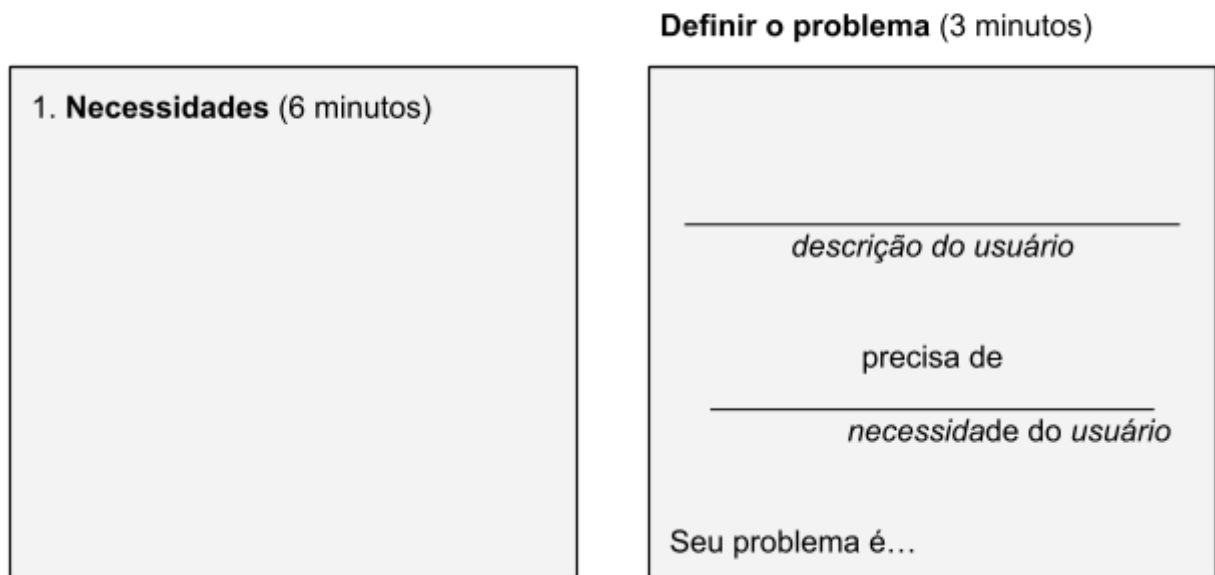 Definir o problema (3 minutos)
1. Necessidades (6 minutos)
descrição do usuário
precisa de
necessidade do usuário
Seu problema é…